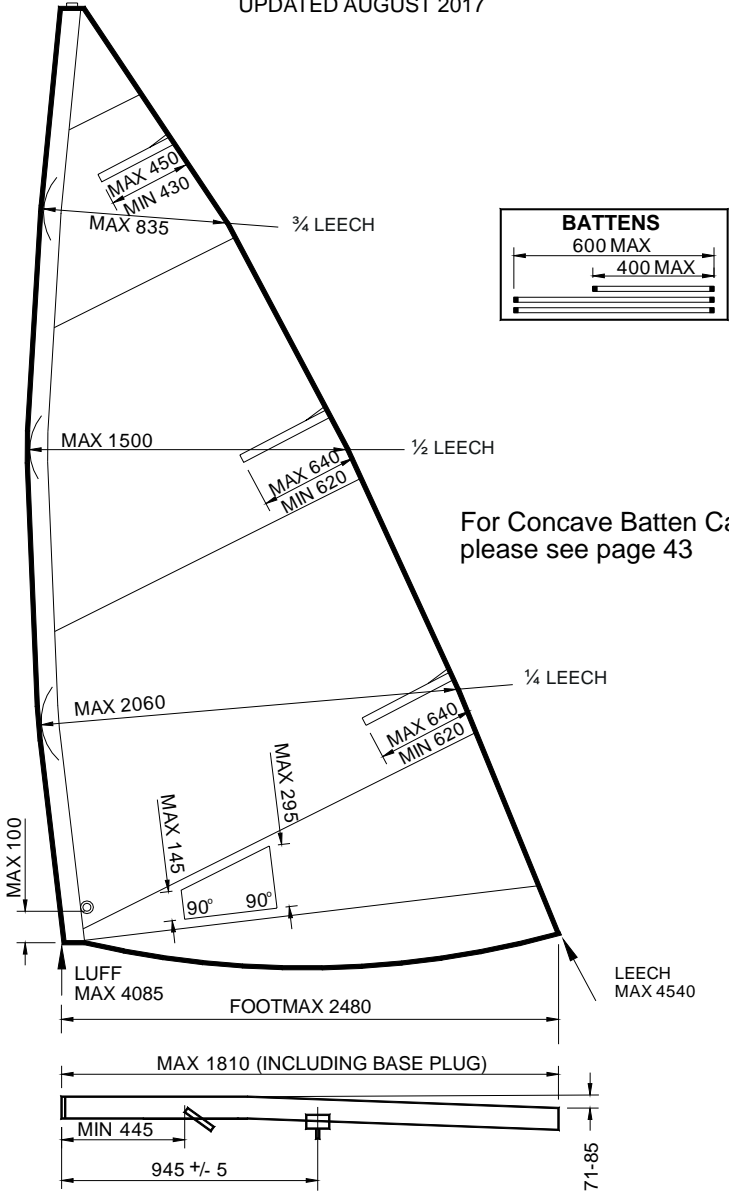 UPDATED AUGUST 2017
MAX 450
MIN 430
MAX 835
¾ LEECH
BATTENS
600 MAX
400 MAX
MAX 1500
½ LEECH
MAX 640
MIN 620
For Concave Batten Ca
please see page 43
¼ LEECH
MAX 2060
MAX 640
MIN 620
MAX 295
MAX 145
MAX 100
90°
90°
LUFF
MAX 4085
LEECH
MAX 4540
FOOTMAX 2480
MAX 1810 (INCLUDING BASE PLUG)
MIN 445
945 +/- 5
71-85